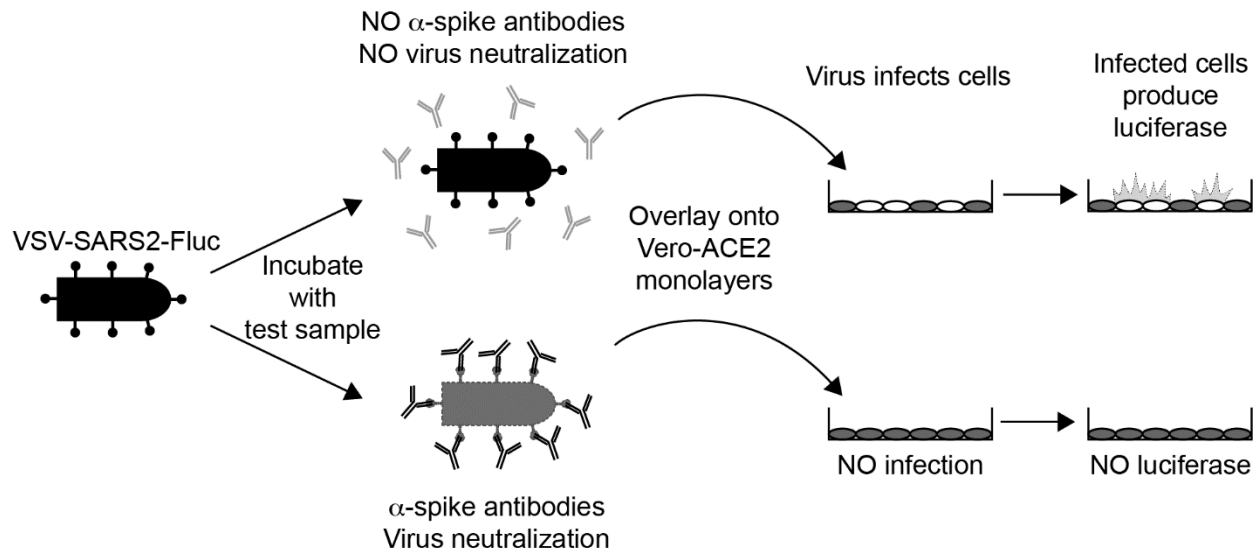 NO α-spike antibodies
NO virus neutralization
Virus infects cells
Infected cells
produce
luciferase
VSV-SARS2-Fluc
Incubate
with
test sample
Overlay onto
Vero-ACE2
monolayers
NO infection
NO luciferase
α-spike antibodies
Virus neutralization